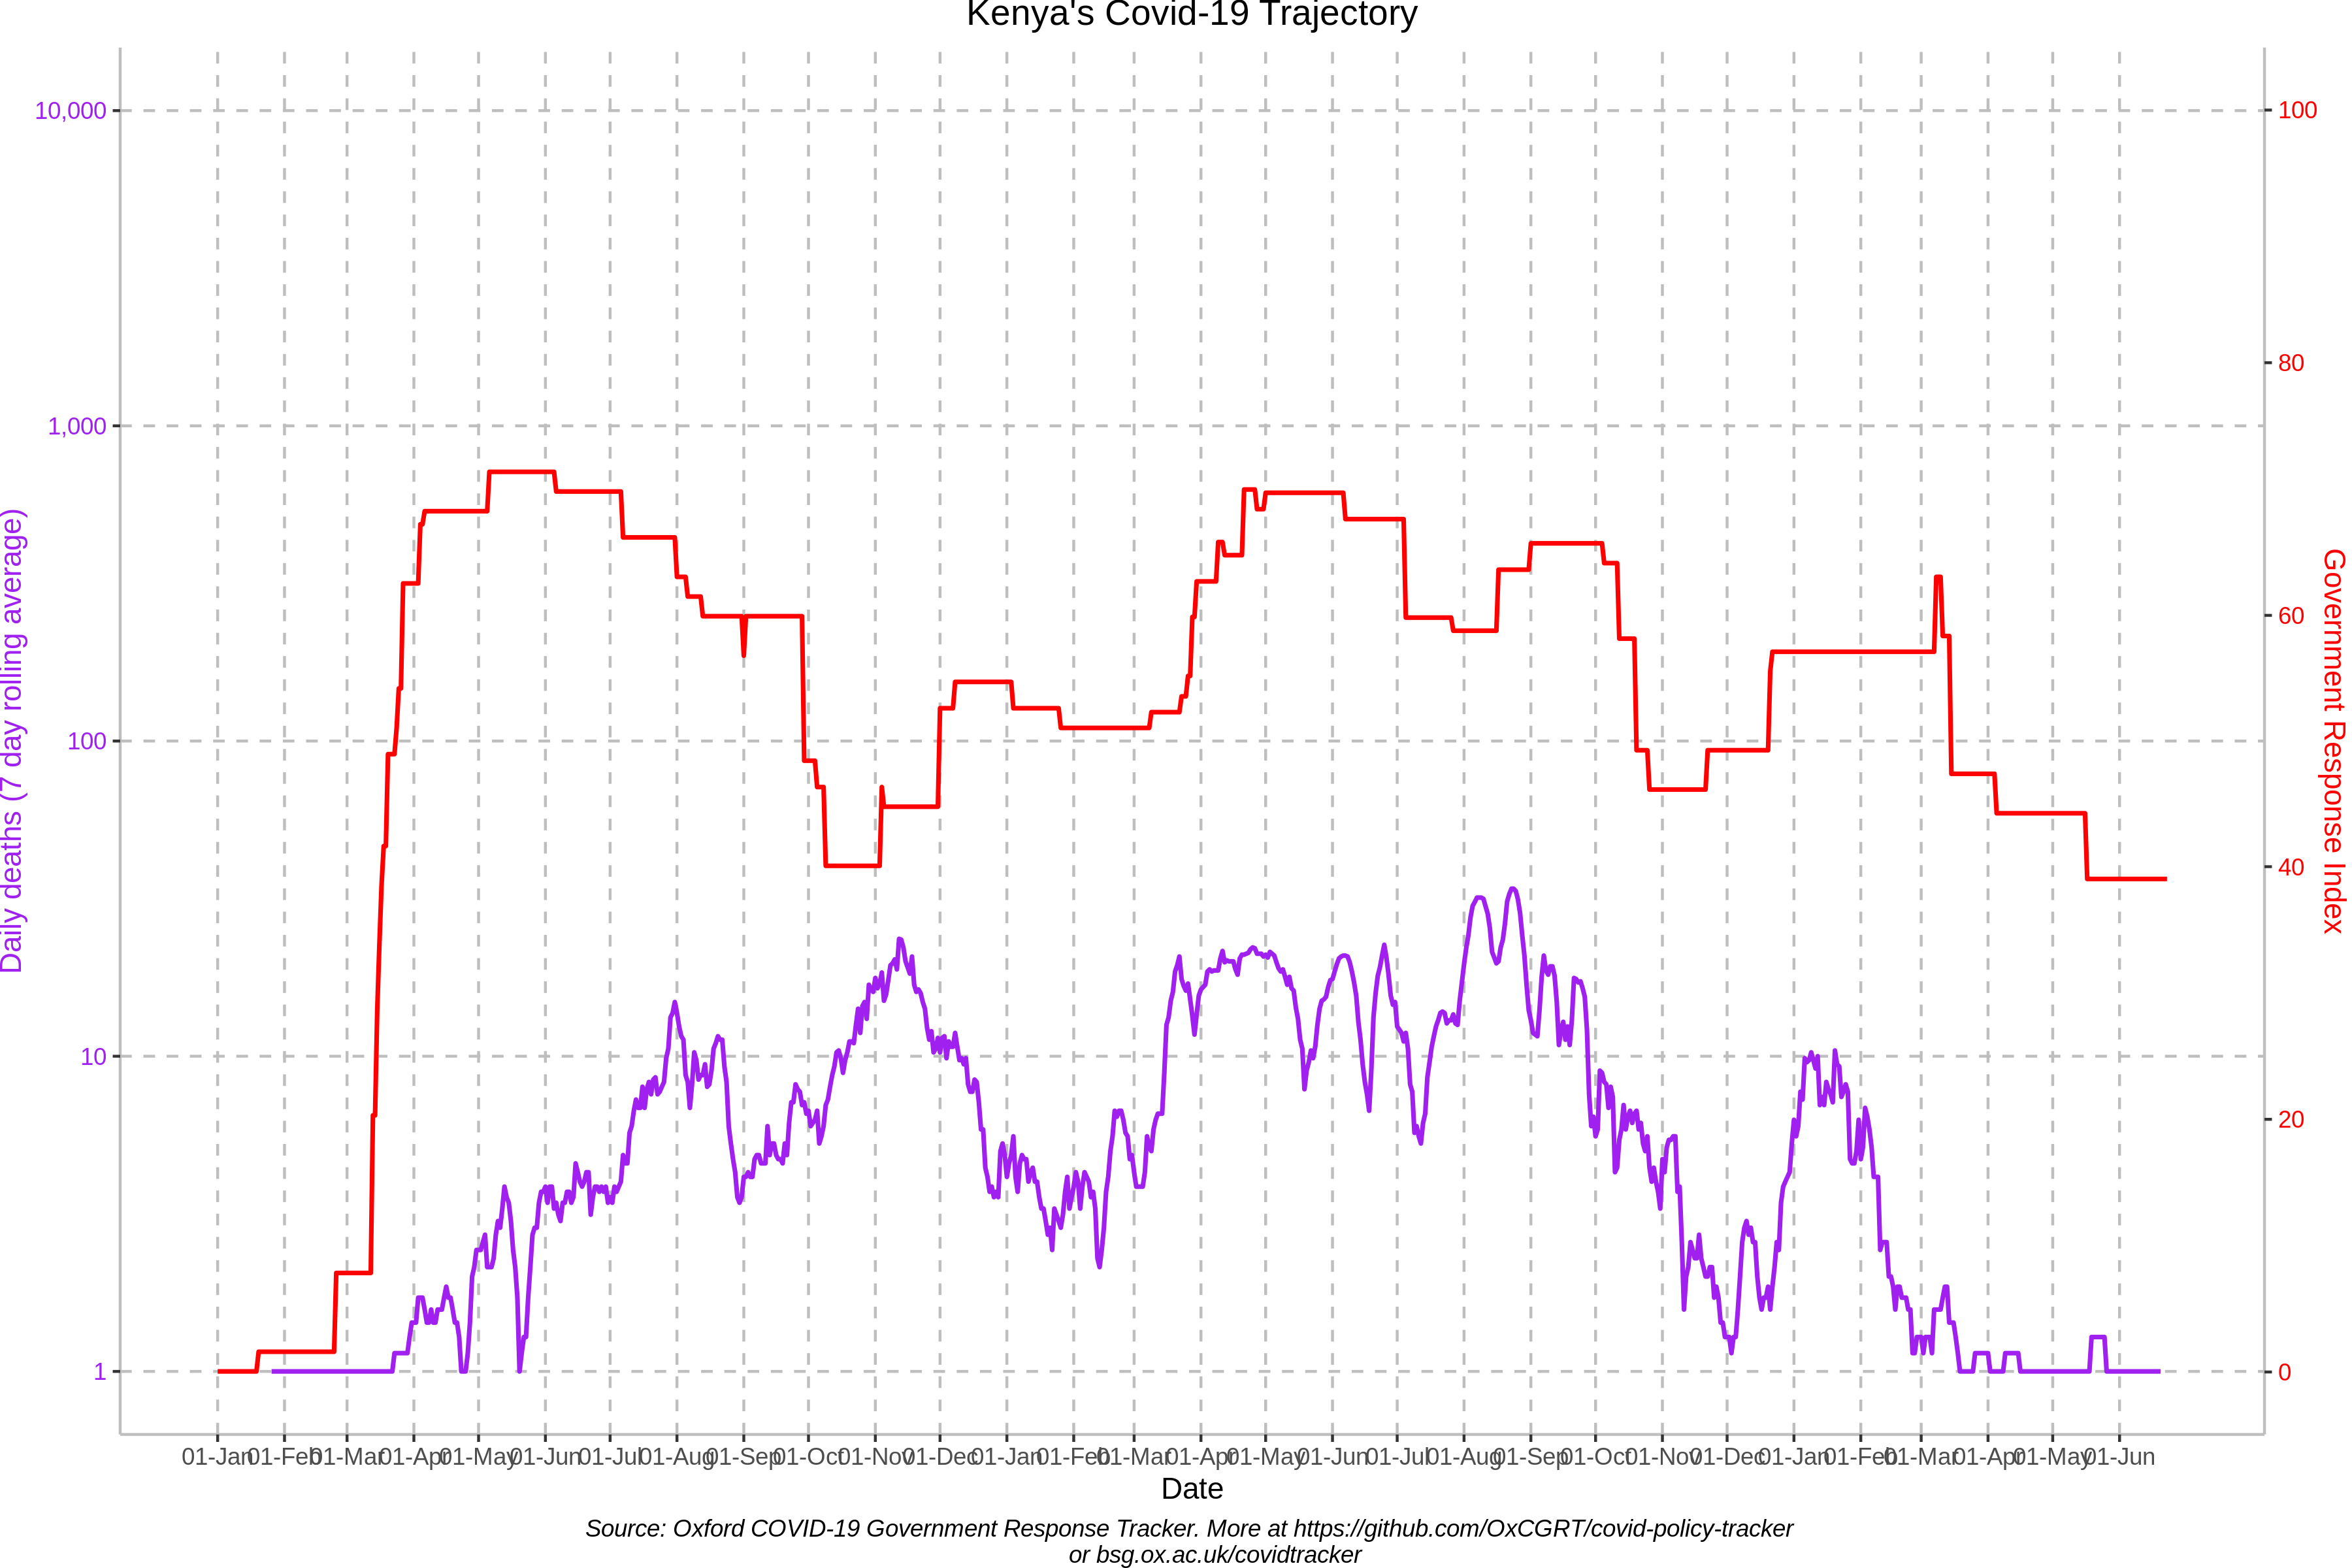 Kenya's Covid-19 Trajectory
10,000
1,000
100
10
1
Daily deaths (7 day rolling average)
100
80
60
40
20
0
Government Response Index
01-Jan 01-Feb 01-Mar 01-Apr 01-May 01-Jun 01-Jul 01-Aug 01-Sep 01-Oct 01-Nov 01-Dec 01-Jan 01-Feb 01-Mar 01-Apr 01-May 01-Jun 01-Jul 01-Aug 01-Sep 01-Oct 01-Nov 01-Dec 01-Jan 01-Feb 01-Mar 01-Apr 01-May 01-Jun
Date
Source: Oxford COVID-19 Government Response Tracker. More at https://github.com/OxCGRT/covid-policy-tracker
or bsg.ox.ac.uk/covidtracker